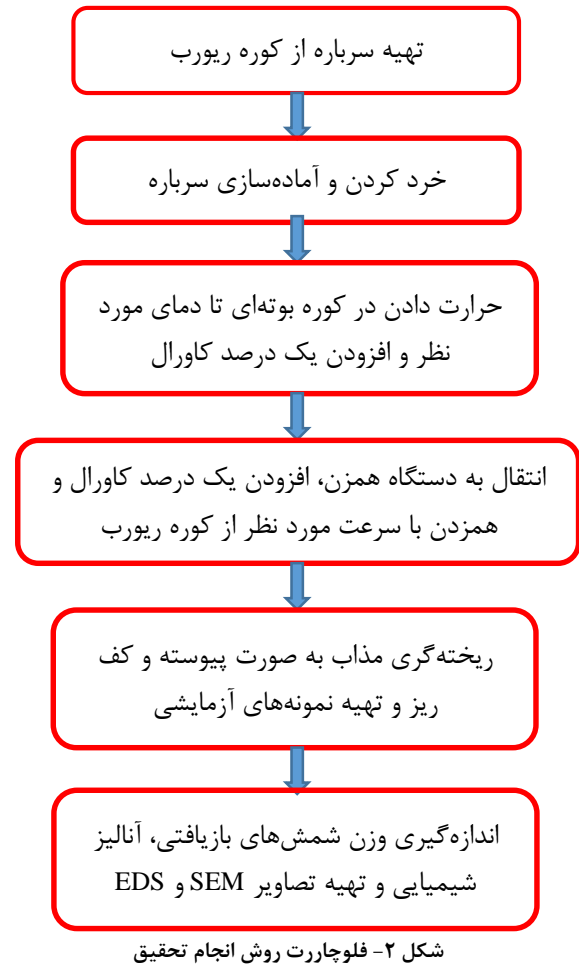 تهیه سرباره از کوره ریورب
خرد کردن و آماده‌سازی سرباره
حرارت دادن در کوره بوته‌ای تا دمای مورد
نظر و افزودن یک درصد کاورال
انتقال به دستگاه همزن، افزودن یک درصد کاورال و
همزدن با سرعت مورد نظر از کوره ریورب
ریخته‌گری مذاب به صورت پیوسته و کف
ریز و تهیه نمونه‌های آزمایشی
اندازه‌گیری وزن شمش‌های بازیافتی، آنالیز
شیمیایی و تهیه تصاویر SEM و EDS
شکل ۲- فلوچاررت روش انجام تحقیق